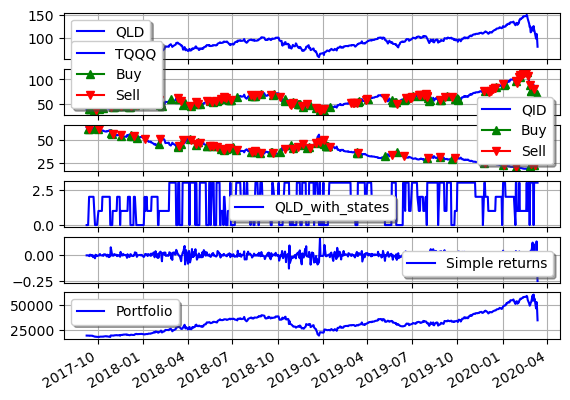 150
100
QLD
TQQQ
Buy
Sell
100
50
QID
Buy
Sell
50
25
2.5
0.0
QLD_with_states
0.00
-0.25
Simple returns
50000
25000
Portfolio
2017-10
2018-01
2018-04
2018-07
2018-10
2019-01
2019-04
2019-07
2019-10
2020-01
2020-04